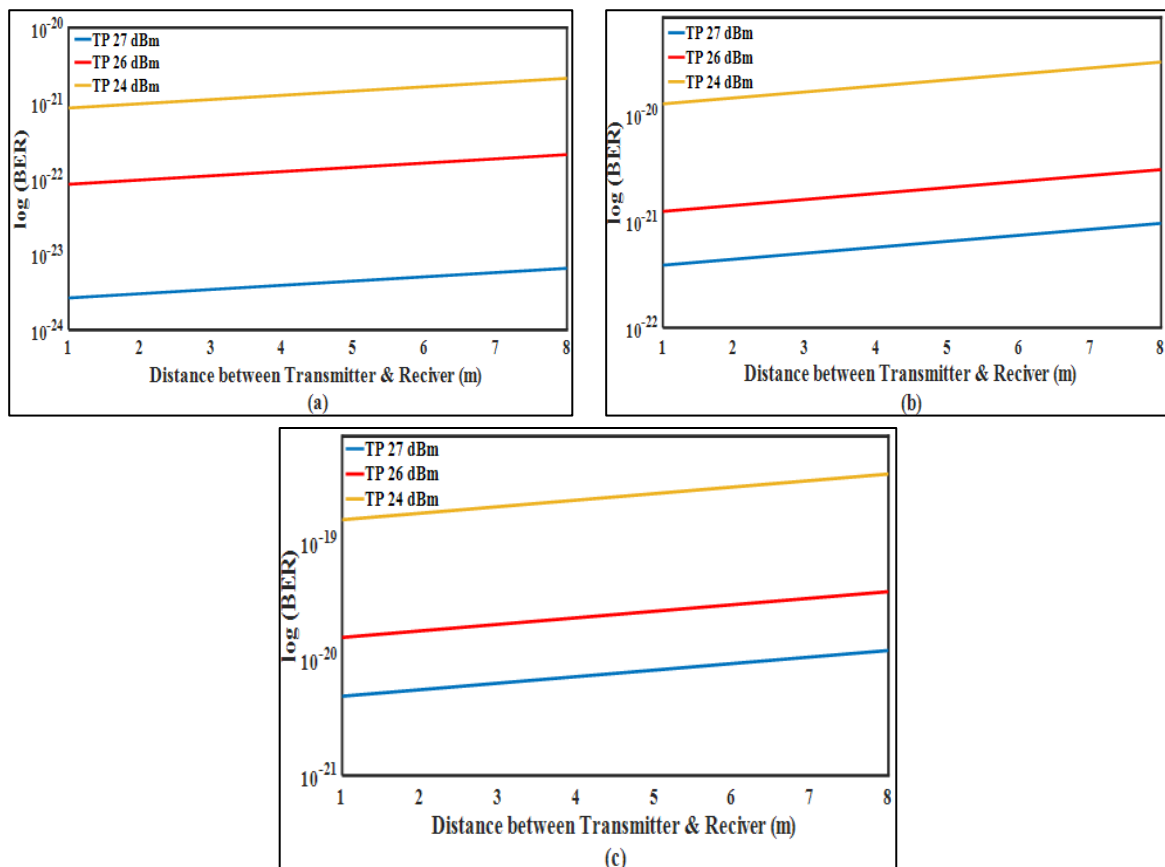 TP 27 dBm
TP 26 dBm
TP 24 dBm
log (BER)
10-20
10-21
10-22
10-23
10-24
1 2 3 4 5 6 7 8
Distance between Transmitter & Reciver (m)
(a)
TP 27 dBm
TP 26 dBm
TP 24 dBm
log (BER)
10-20
10-21
10-22
1 2 3 4 5 6 7 8
Distance between Transmitter & Reciver (m)
(b)
TP 27 dBm
TP 26 dBm
TP 24 dBm
log (BER)
10-19
10-20
10-21
1 2 3 4 5 6 7 8
Distance between Transmitter & Reciver (m)
(c)